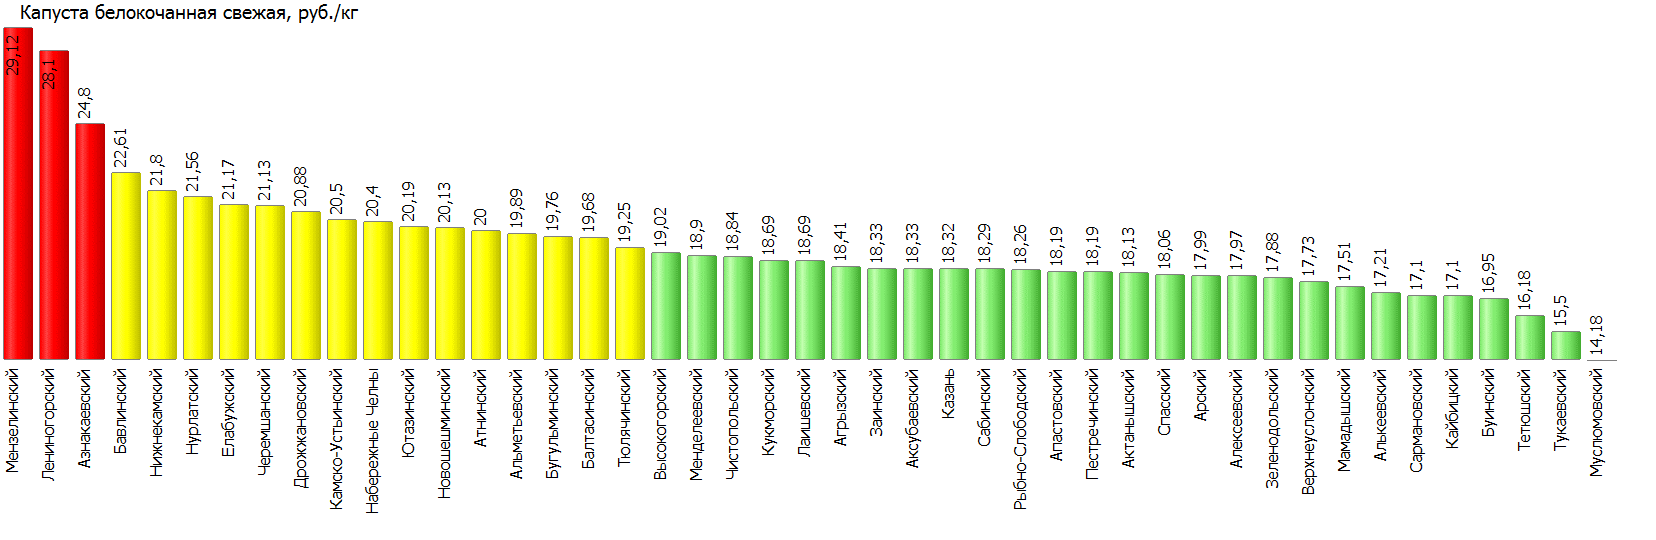 Капуста белокочанная свежая, руб./кг
29,12
28,1
24,8
22,61
21,8
21,56
21,17
21,13
20,88
20,5
20,4
20,19
20,13
20
19,89
19,76
19,68
19,25
19,02
18,9
18,84
18,69
18,69
18,41
18,33
18,33
18,32
18,29
18,26
18,19
18,19
18,13
18,06
17,99
17,97
17,88
17,73
17,51
17,21
17,1
17,1
16,95
16,18
15,5
14,18
Мензелинский
Лениногорский
Азнакаевский
Бавлинский
Нижнекамский
Нурлатский
Елабужский
Черемшанский
Дрожжановский
Камско-Устьинский
Набережные Челны
Ютазинский
Новошешминский
Атнинский
Альметьевский
Бугульминский
Балтасинский
Тюлячинский
Высокогорский
Менделеевский
Чистопольский
Кукморский
Лаишевский
Агрызский
Заинский
Аксубаевский
Казань
Сабинский
Рыбно-Слободский
Апастовский
Пестречинский
Актанышский
Спасский
Арский
Алексеевский
Зеленодольский
Верхнеуслонский
Мамадышский
Алькеевский
Сармановский
Кайбицкий
Буинский
Тетюшский
Тукаевский
Муслюмовский